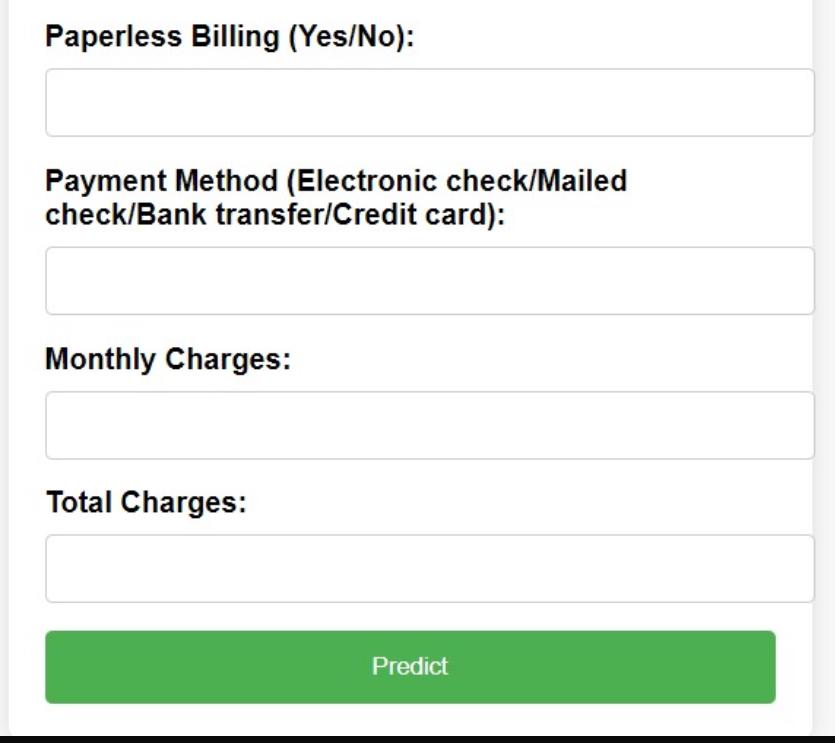 Paperless Billing (Yes/No):
Payment Method (Electronic check/Mailed
check/Bank transfer/Credit card):
Monthly Charges:
Total Charges:
Predict